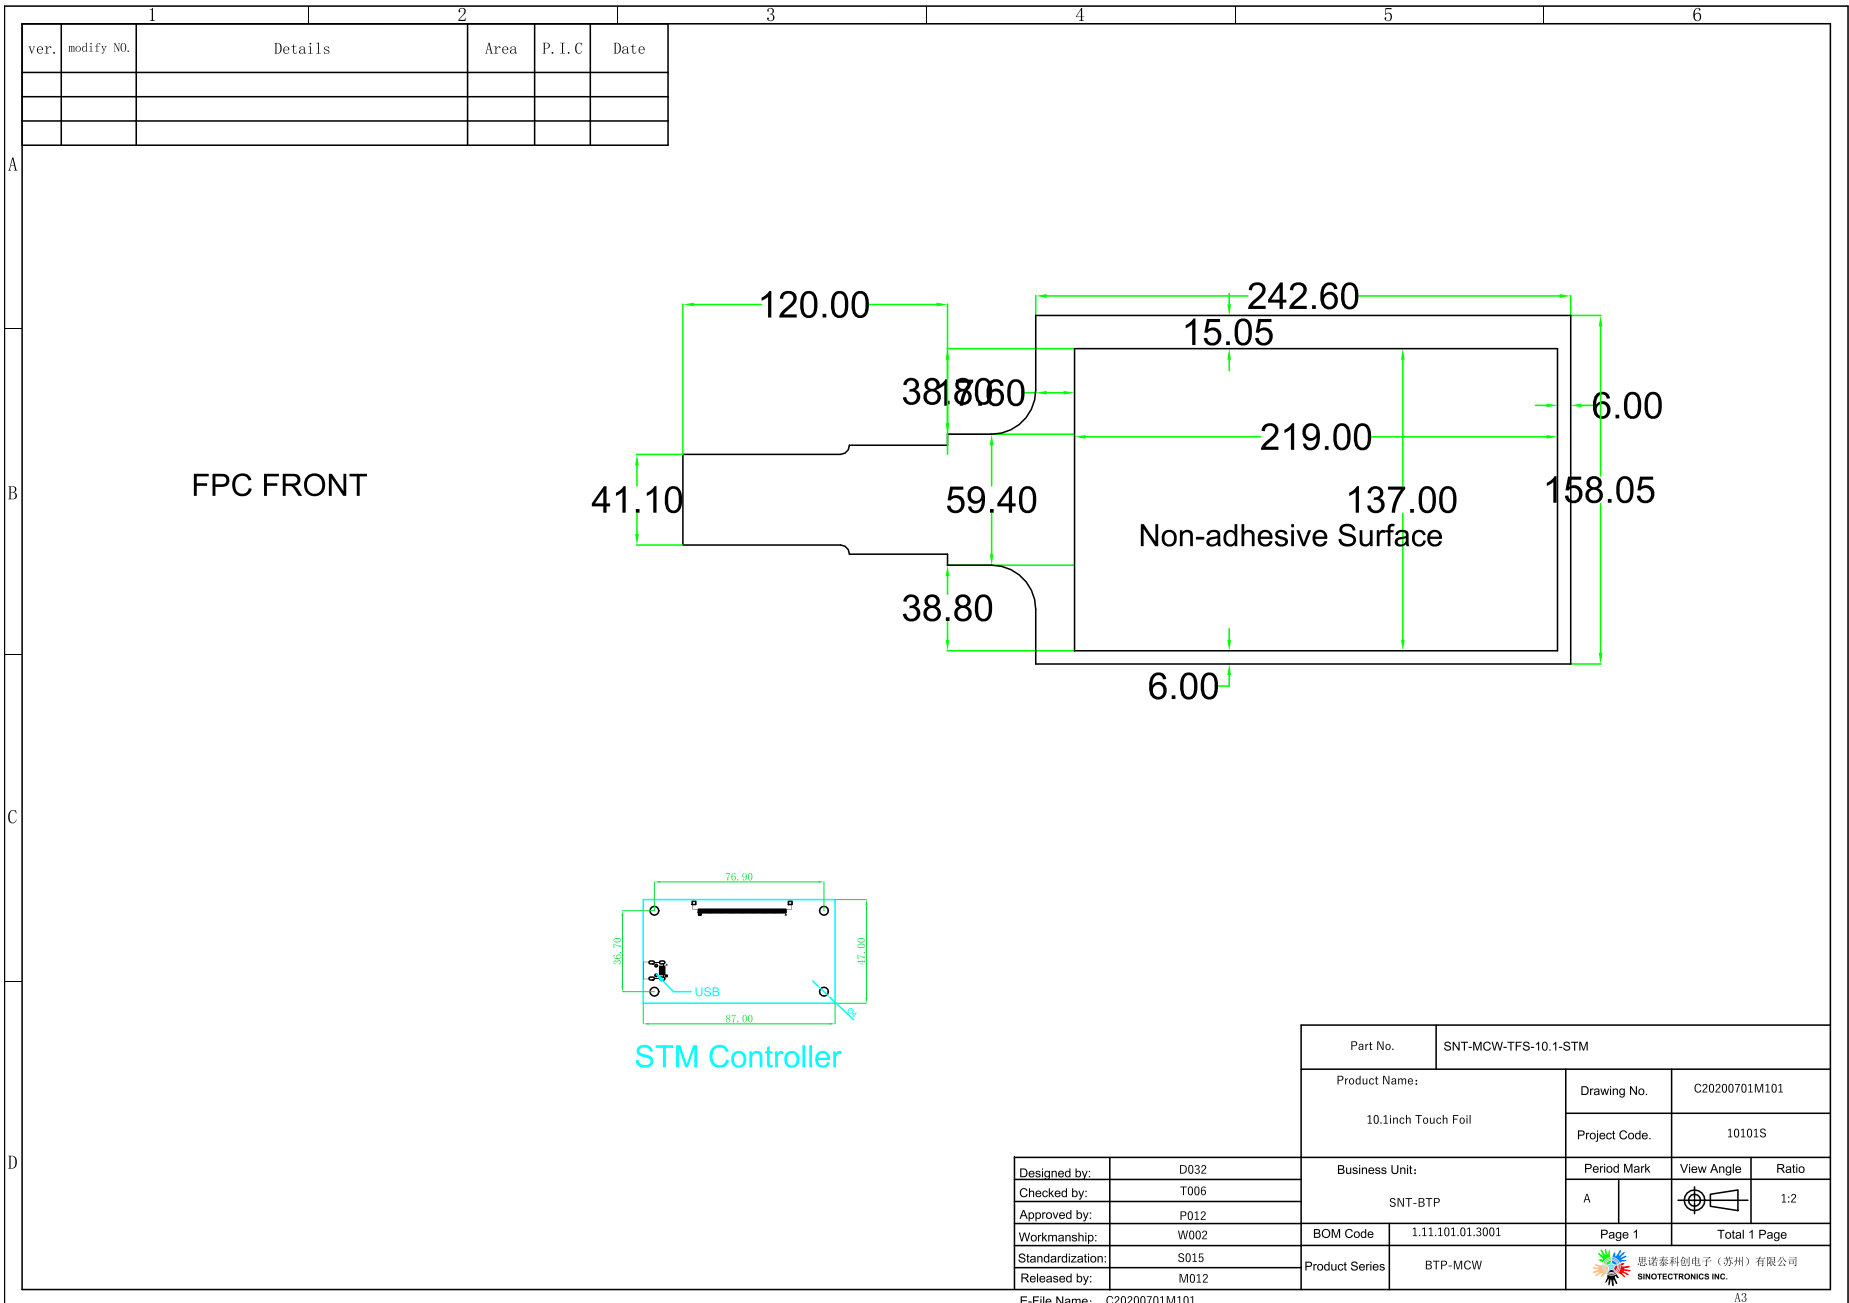 1 2 3 4 5 6
ver. modify NO. Details Area P.I.C Date
A
120.00
242.60
15.05
38.80
17.60
6.00
219.00
FPC FRONT
B
41.10
59.40
137.00
158.05
Non-adhesive Surface
38.80
6.00
C
76.90
36.70
47.00
USB
87.00
STM Controller
Part No. SNT-MCW-TFS-10.1-STM
Product Name:
10.1inch Touch Foil
Drawing No. C20200701M101
Project Code. 10101S
D
Designed by: D032
Checked by: T006
Approved by: P012
Workmanship: W002
Standardization: S015
Released by: M012
Business Unit:
SNT-BTP
Period Mark View Angle Ratio
A 1:2
BOM Code 1.11.101.01.3001
Page 1 Total 1 Page
Product Series BTP-MCW
思诺泰科创电子（苏州）有限公司
SINOTECTRONICS INC.
E-File Name: C20200701M101
A3